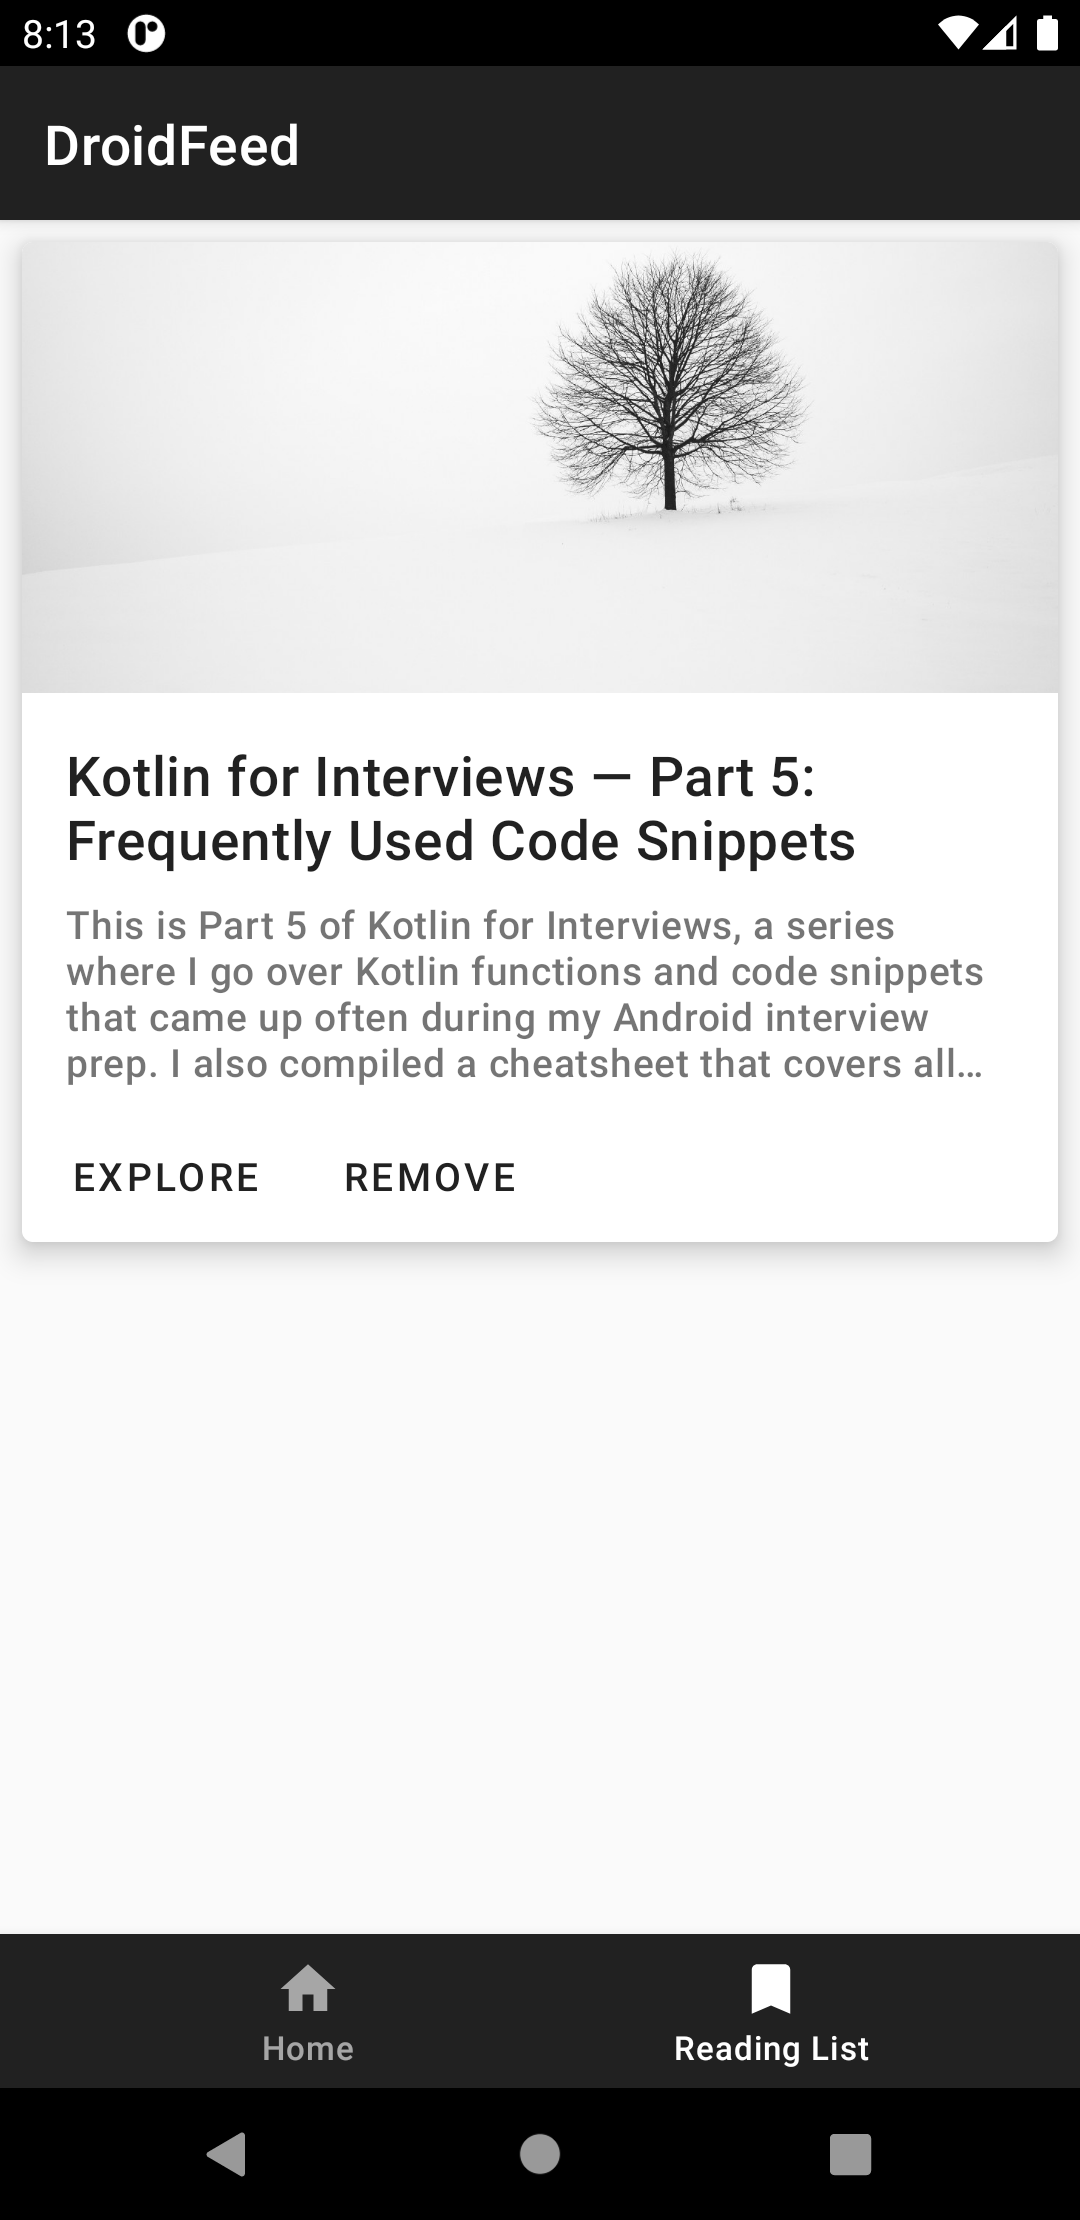 8:13
DroidFeed
Kotlin for Interviews — Part 5:
Frequently Used Code Snippets
This is Part 5 of Kotlin for Interviews, a series
where I go over Kotlin functions and code snippets
that came up often during my Android interview
prep. I also compiled a cheatsheet that covers all…
EXPLORE REMOVE
Home Reading List